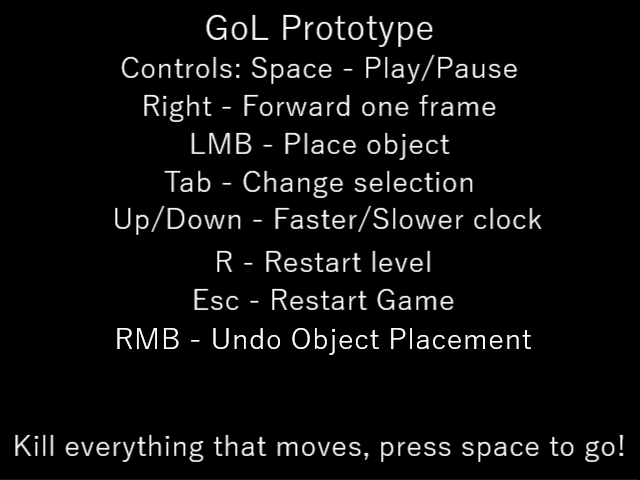 GoL Prototype
Controls: Space - Play/Pause
Right - Forward one frame
LMB - Place object
Tab - Change selection
Up/Down - Faster/Slower clock
R - Restart level
Esc - Restart Game
RMB - Undo Object Placement
Kill everything that moves, press space to go!